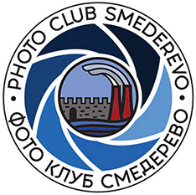 • PHOTO CLUB SMEDEREVO •
ФОТО КЛУБ СМЕДЕРЕВО